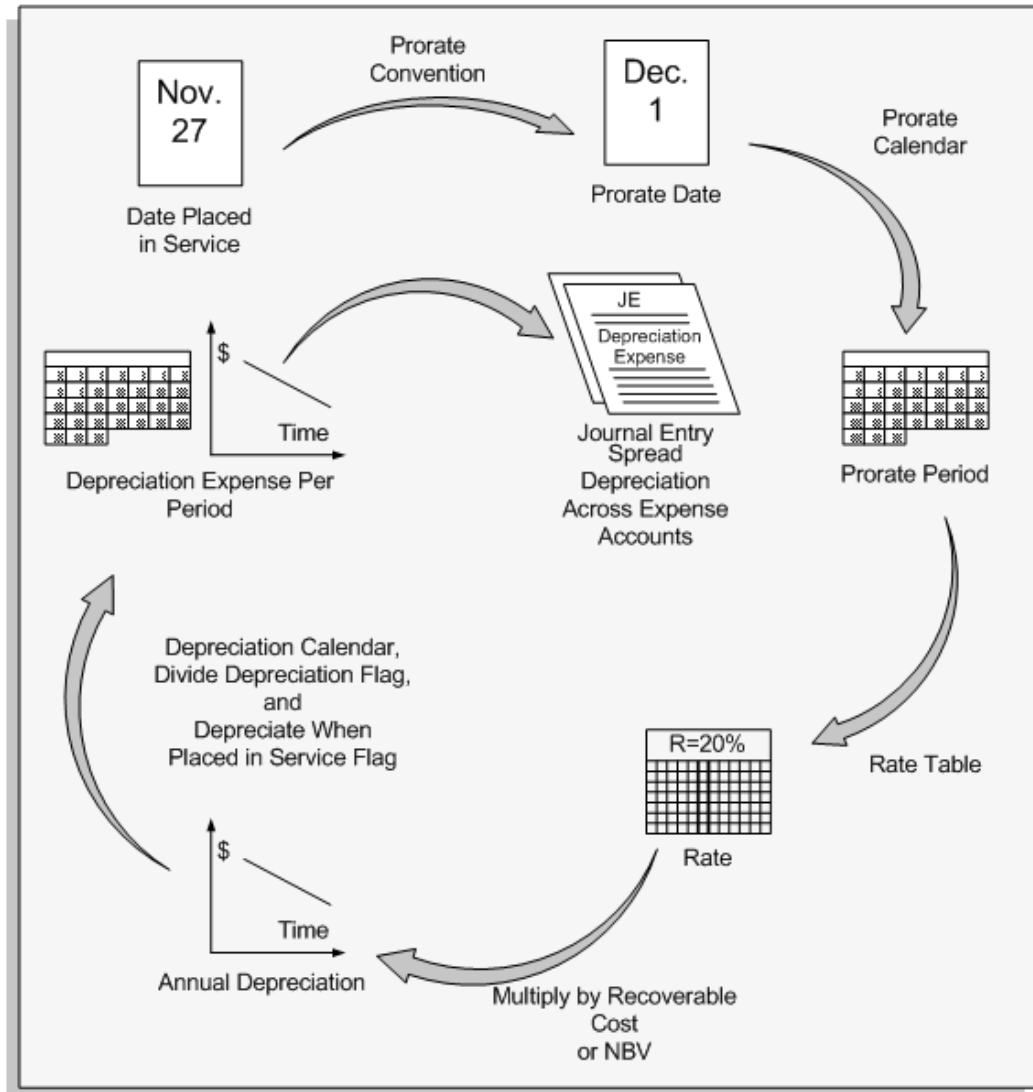 Nov.
27
Date Placed
in Service
Prorate
Convention
Dec.
1
Prorate Date
Prorate
Calendar
Prorate Period
Rate Table
R=20%
Rate
Multiply by Recoverable
Cost
or NBV
$
Time
Annual Depreciation
Depreciation Calendar,
Divide Depreciation Flag,
and
Depreciate When
Placed in Service Flag
$
Time
Depreciation Expense Per
Period
JE
Depreciation
Expense
Journal Entry
Spread
Depreciation
Across Expense
Accounts